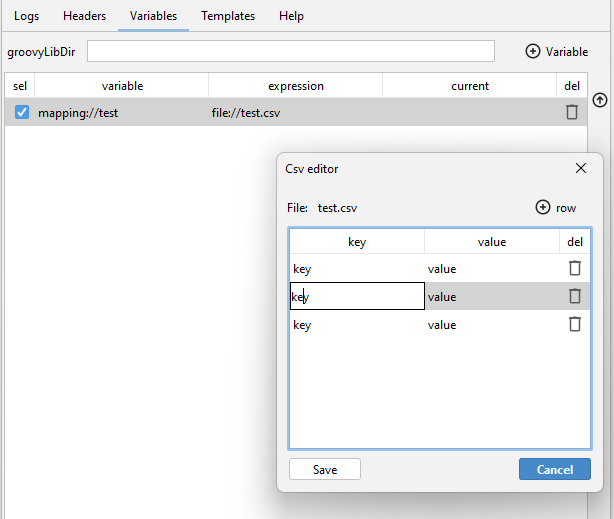 Logs Headers Variables Templates Help
groovyLibDir Variable
sel variable expression current del
mapping://test file://test.csv
Csv editor
File: test.csv row
key value del
key value
key value
key value
Save Cancel